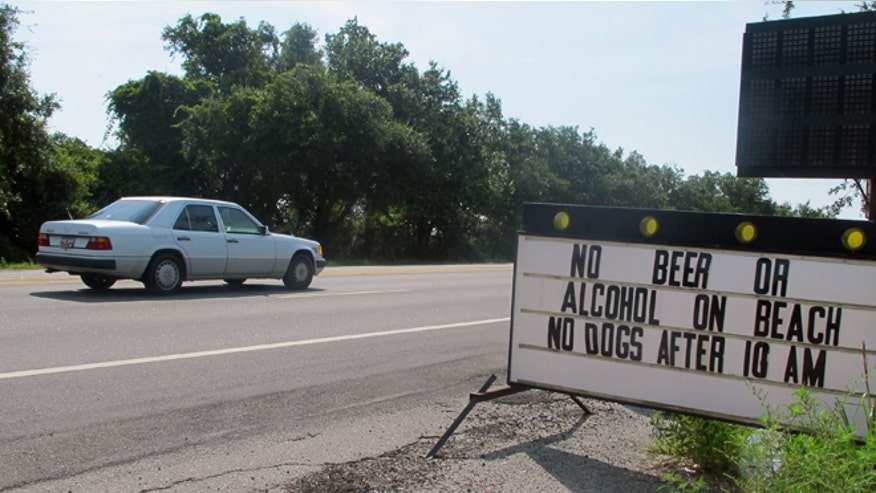 NO BEER OR
ALCOHOL ON BEACH
NO DOGS AFTER 10 AM